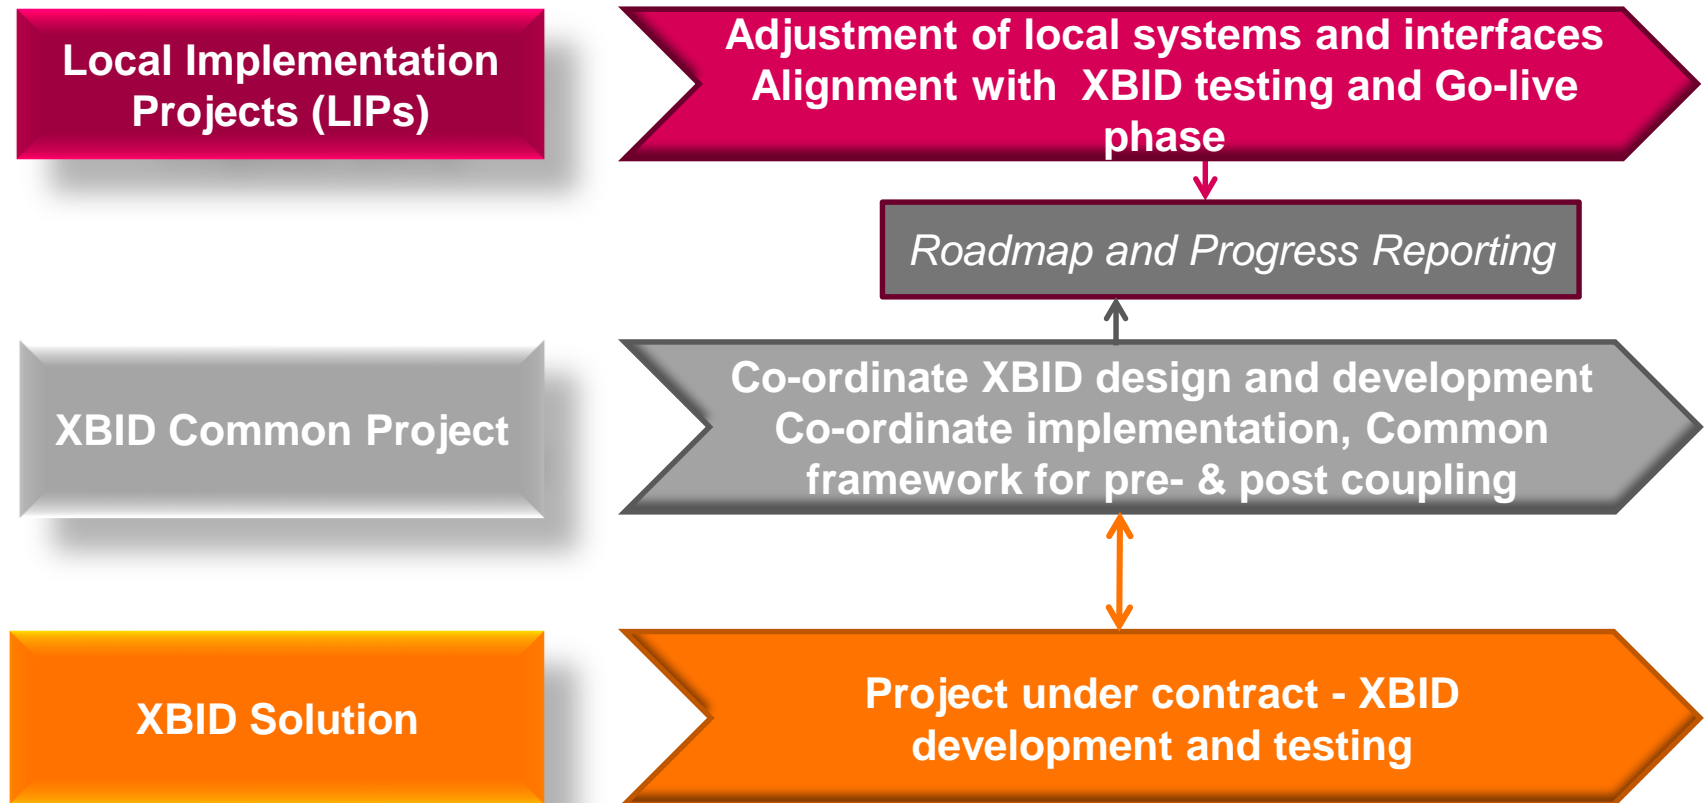 Local Implementation
Projects (LIPs)
Adjustment of local systems and interfaces
Alignment with  XBID testing and Go-live
phase
Roadmap and Progress Reporting
XBID Common Project
Co-ordinate XBID design and development
Co-ordinate implementation, Common
framework for pre- & post coupling
XBID Solution
Project under contract - XBID
development and testing